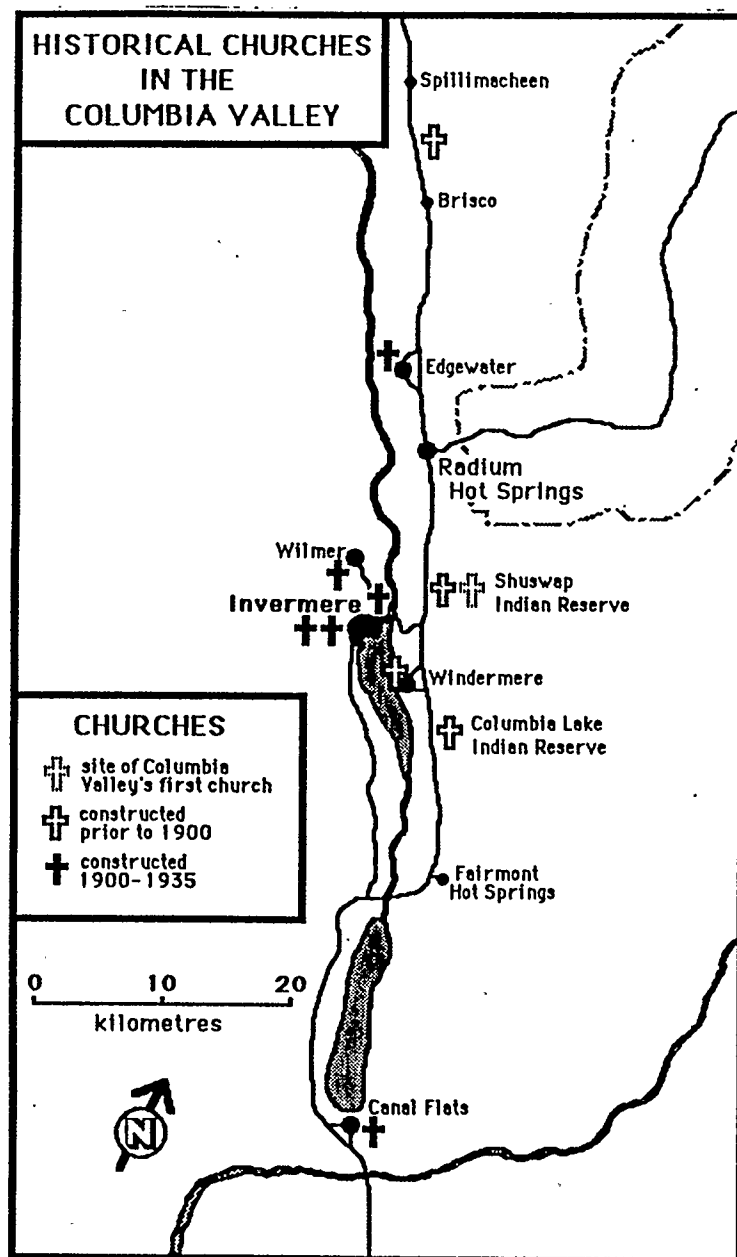 HISTORICAL CHURCHES
IN THE
COLUMBIA VALLEY
Spillimacheen
Brisco
Edgewater
Radium
Hot Springs
Wilmer
Invermere
Shuswap
Indian Reserve
Windermere
Columbia Lake
Indian Reserve
CHURCHES
site of Columbia
Valley's first church
constructed
prior to 1900
constructed
1900-1935
Fairmont
Hot Springs
0 10 20
kilometres
Canal Flats
N